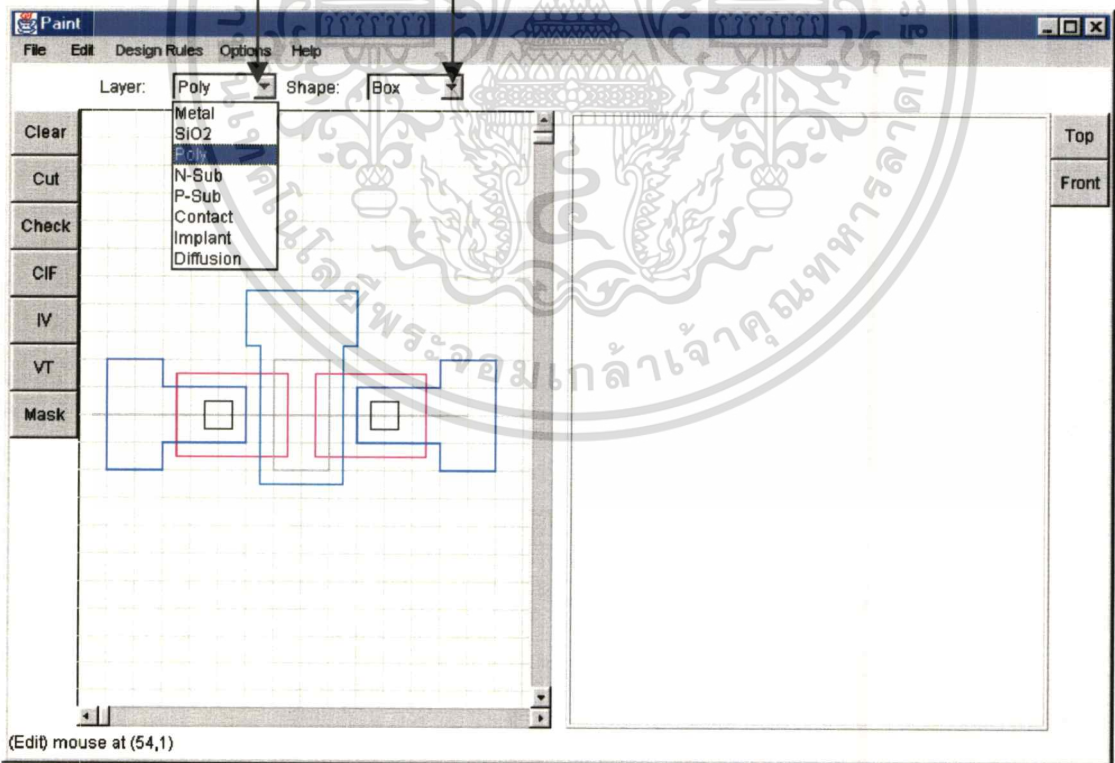 Paint
File Edit Design Rules Options Help
Layer: Poly Shape: Box
Metal
SiO2
Poly
N-Sub
P-Sub
Contact
Implant
Diffusion
Clear
Cut
Check
CIF
IV
VT
Mask
Top
Front
(Edit) mouse at (54,1)